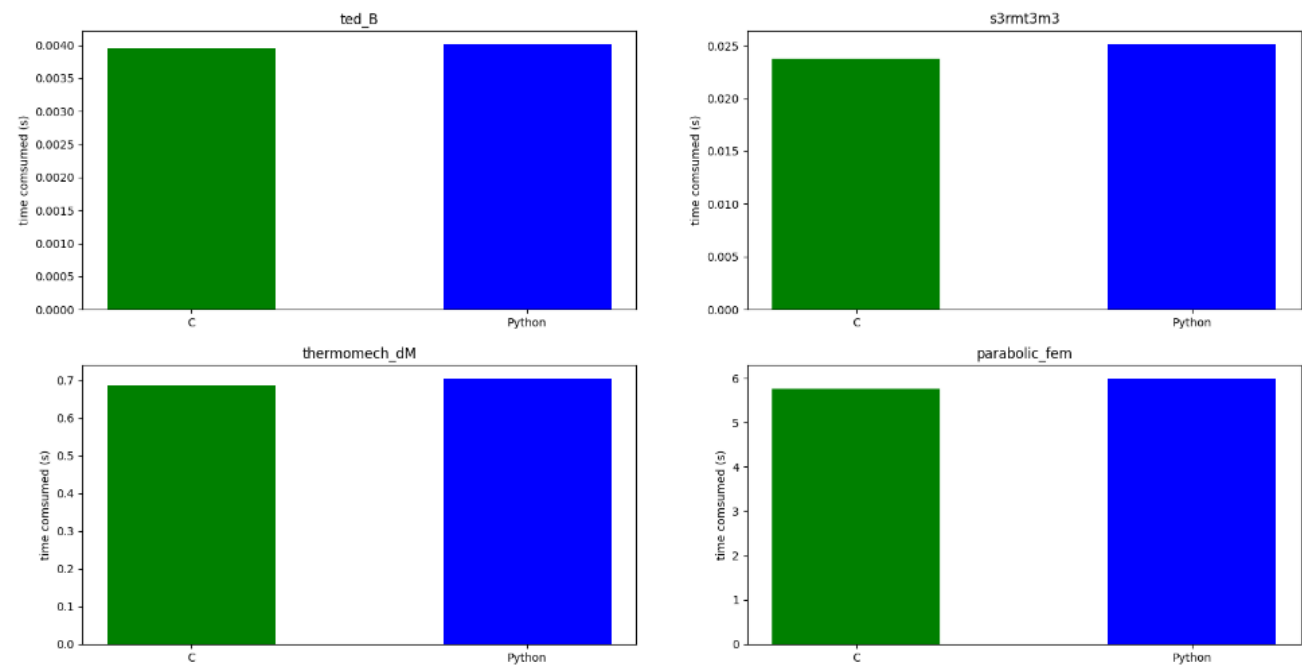 ted_B
time comsumed (s)
0.0040
0.0035
0.0030
0.0025
0.0020
0.0015
0.0010
0.0005
0.0000
C
Python
s3rmt3m3
time comsumed (s)
0.025
0.020
0.015
0.010
0.005
0.000
C
Python
thermomech_dM
time comsumed (s)
0.7
0.6
0.5
0.4
0.3
0.2
0.1
0.0
C
Python
parabolic_fem
time comsumed (s)
6
5
4
3
2
1
0
C
Python